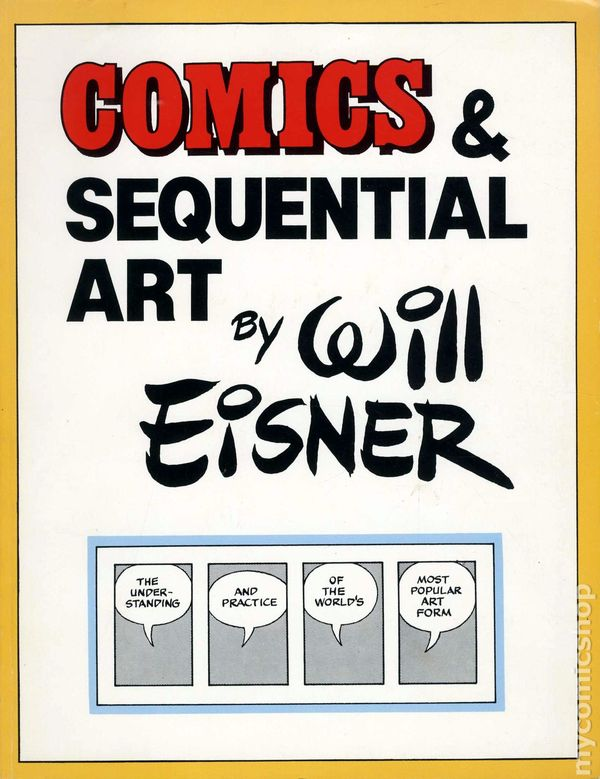 COMICS &
SEQUENTIAL
ART
By Will
EiSNER
THE
UNDER-
STANDING
AND
PRACTICE
OF
THE
WORLD'S
MOST
POPULAR
ART
FORM
mycomicshop